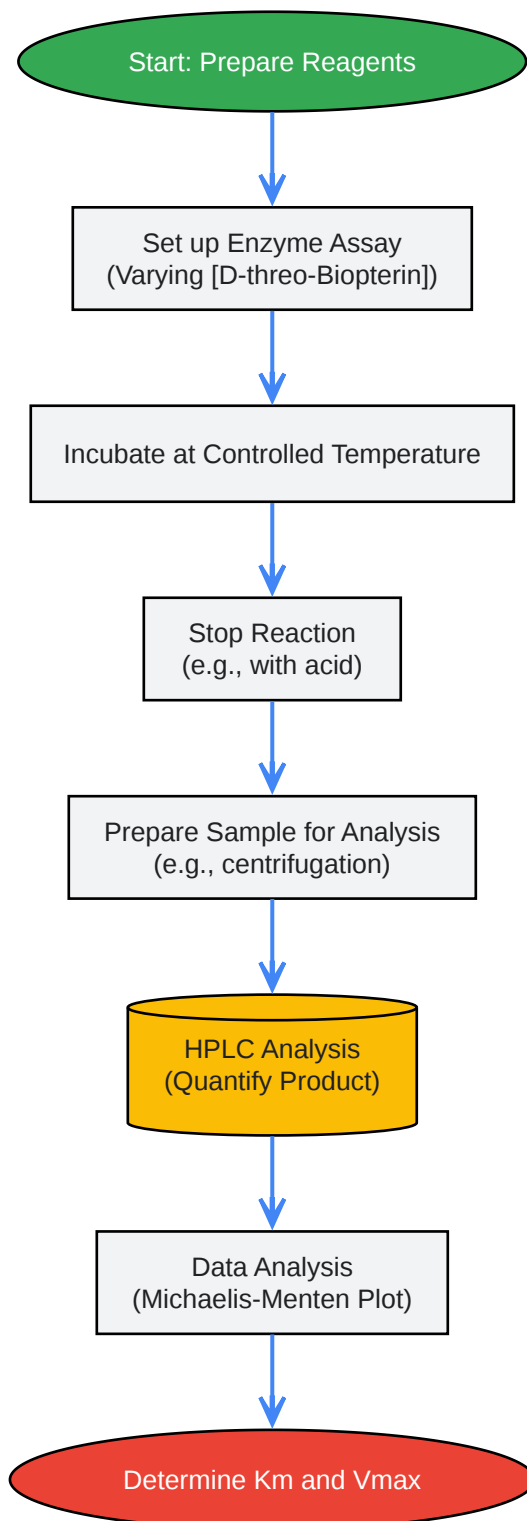 Start: Prepare Reagents
Set up Enzyme Assay
(Varying [D-threo-Biopterin])
Incubate at Controlled Temperature
Stop Reaction
(e.g., with acid)
Prepare Sample for Analysis
(e.g., centrifugation)
HPLC Analysis
(Quantify Product)
Data Analysis
(Michaelis-Menten Plot)
Determine Km and Vmax